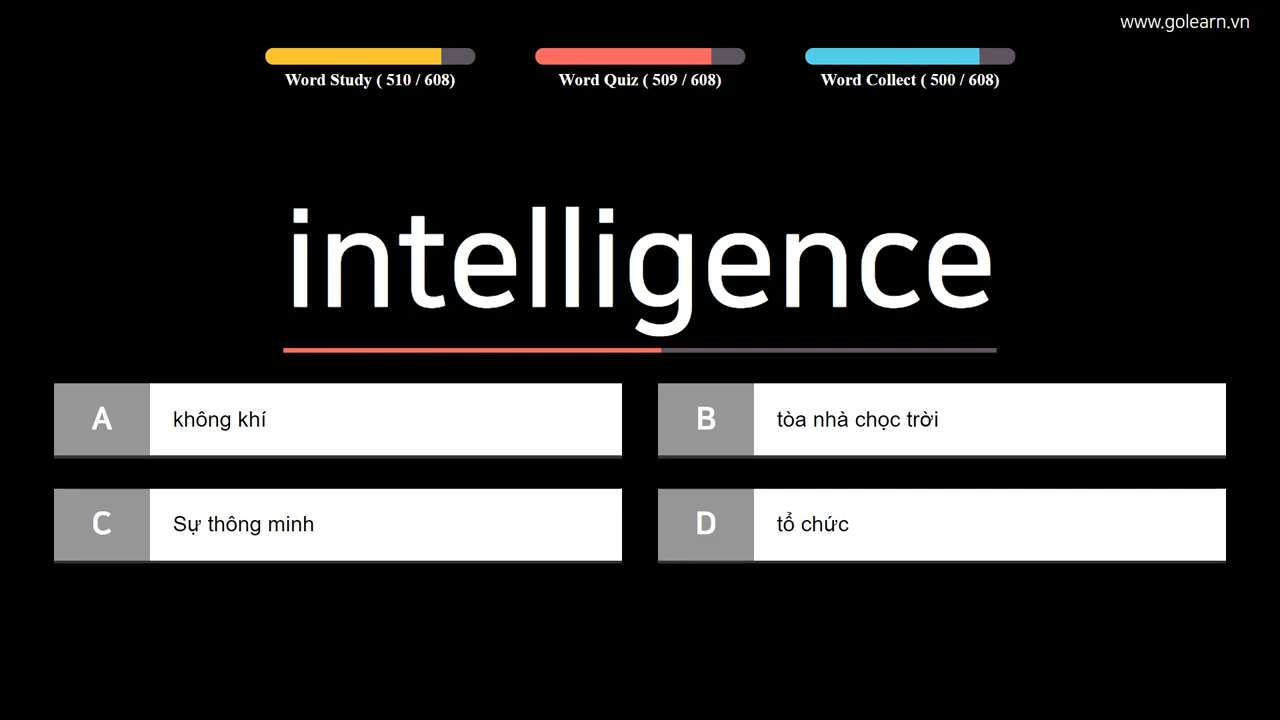 www.golearn.vn
Word Study ( 510 / 608)
Word Quiz ( 509 / 608)
Word Collect ( 500 / 608)
intelligence
A
không khí
B
tòa nhà chọc trời
C
Sự thông minh
D
tổ chức